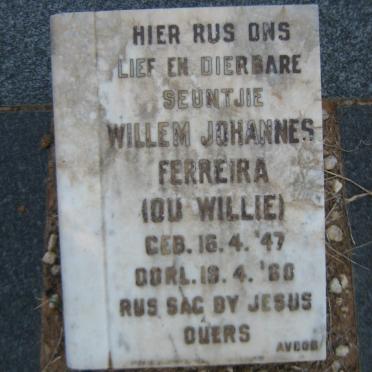 HIER RUS ONS
LIEF EN DIERBARE
SEUNTJIE
WILLEM JOHANNES
FERREIRA
(OU WILLIE)
GEB. 16.4.'47
OORL. 19.4.'60
RUS SAG BY JESUS
OUERS
AVBOB